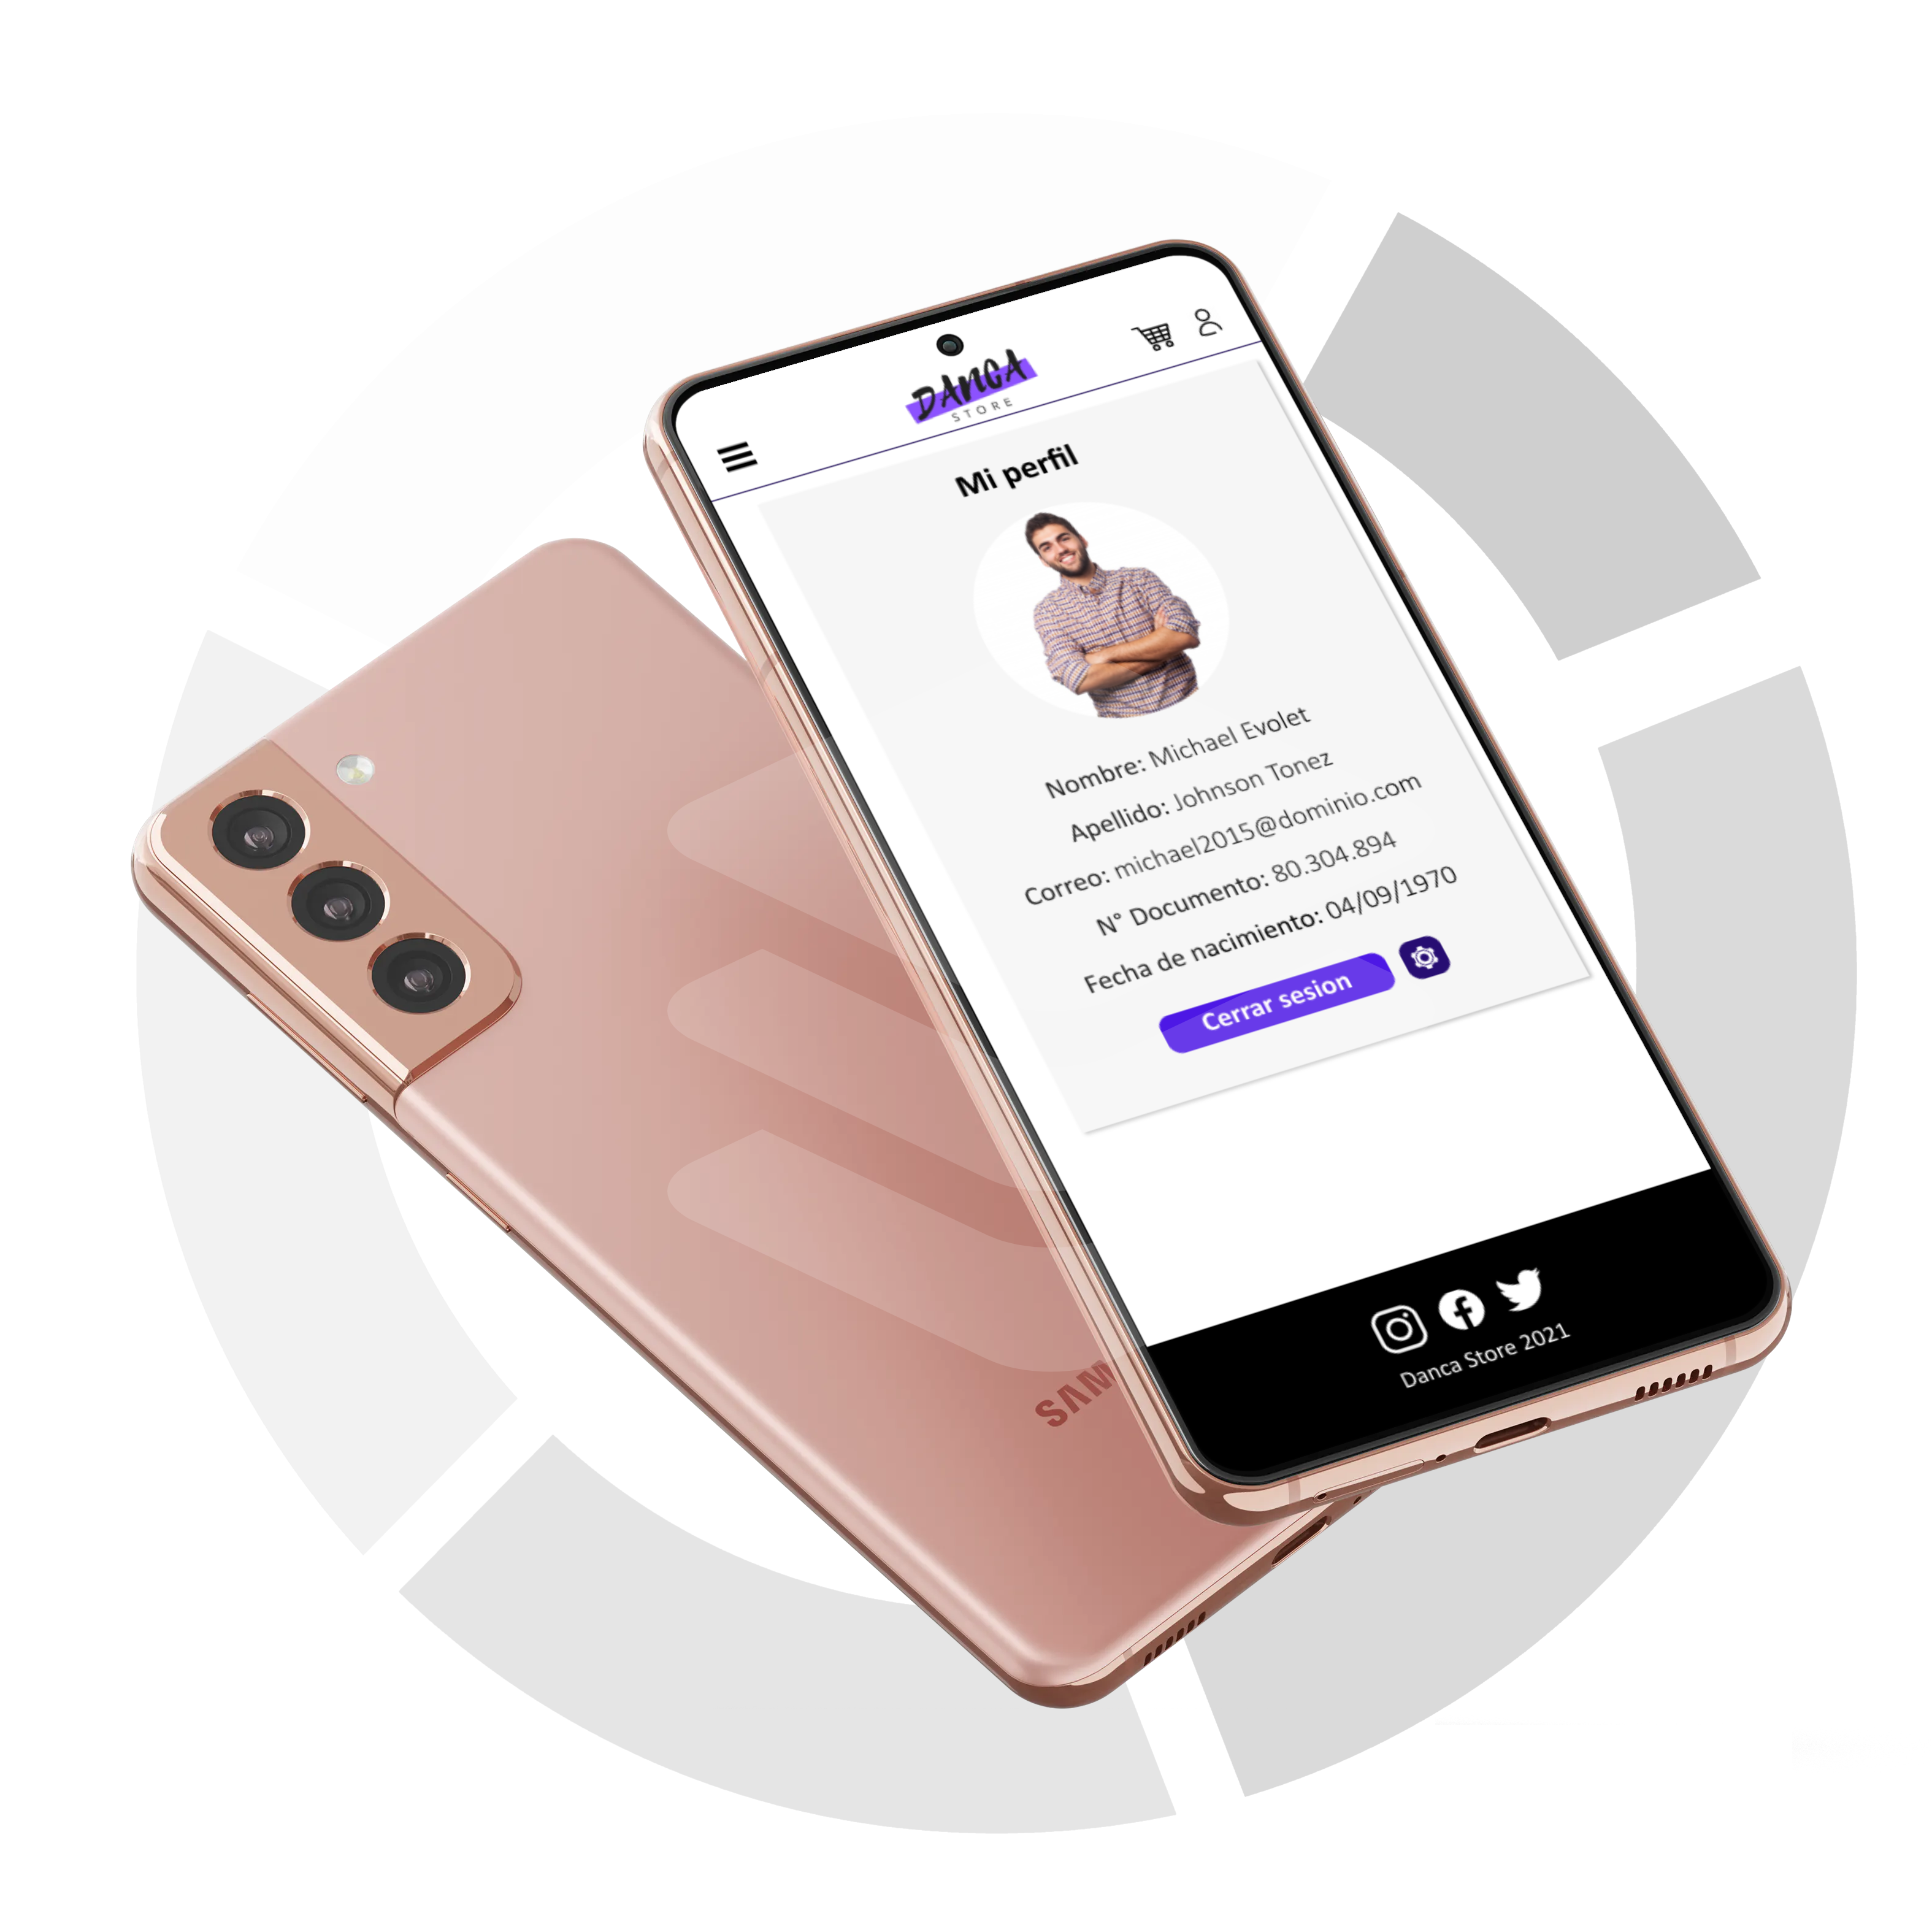 DANCA
STORE
Mi perfil
Nombre: Michael Evolet
Apellido: Johnson Tonez
Correo: michael2015@dominio.com
N° Documento: 80.304.894
Fecha de nacimiento: 04/09/1970
Cerrar sesion
Danca Store 2021
SAM